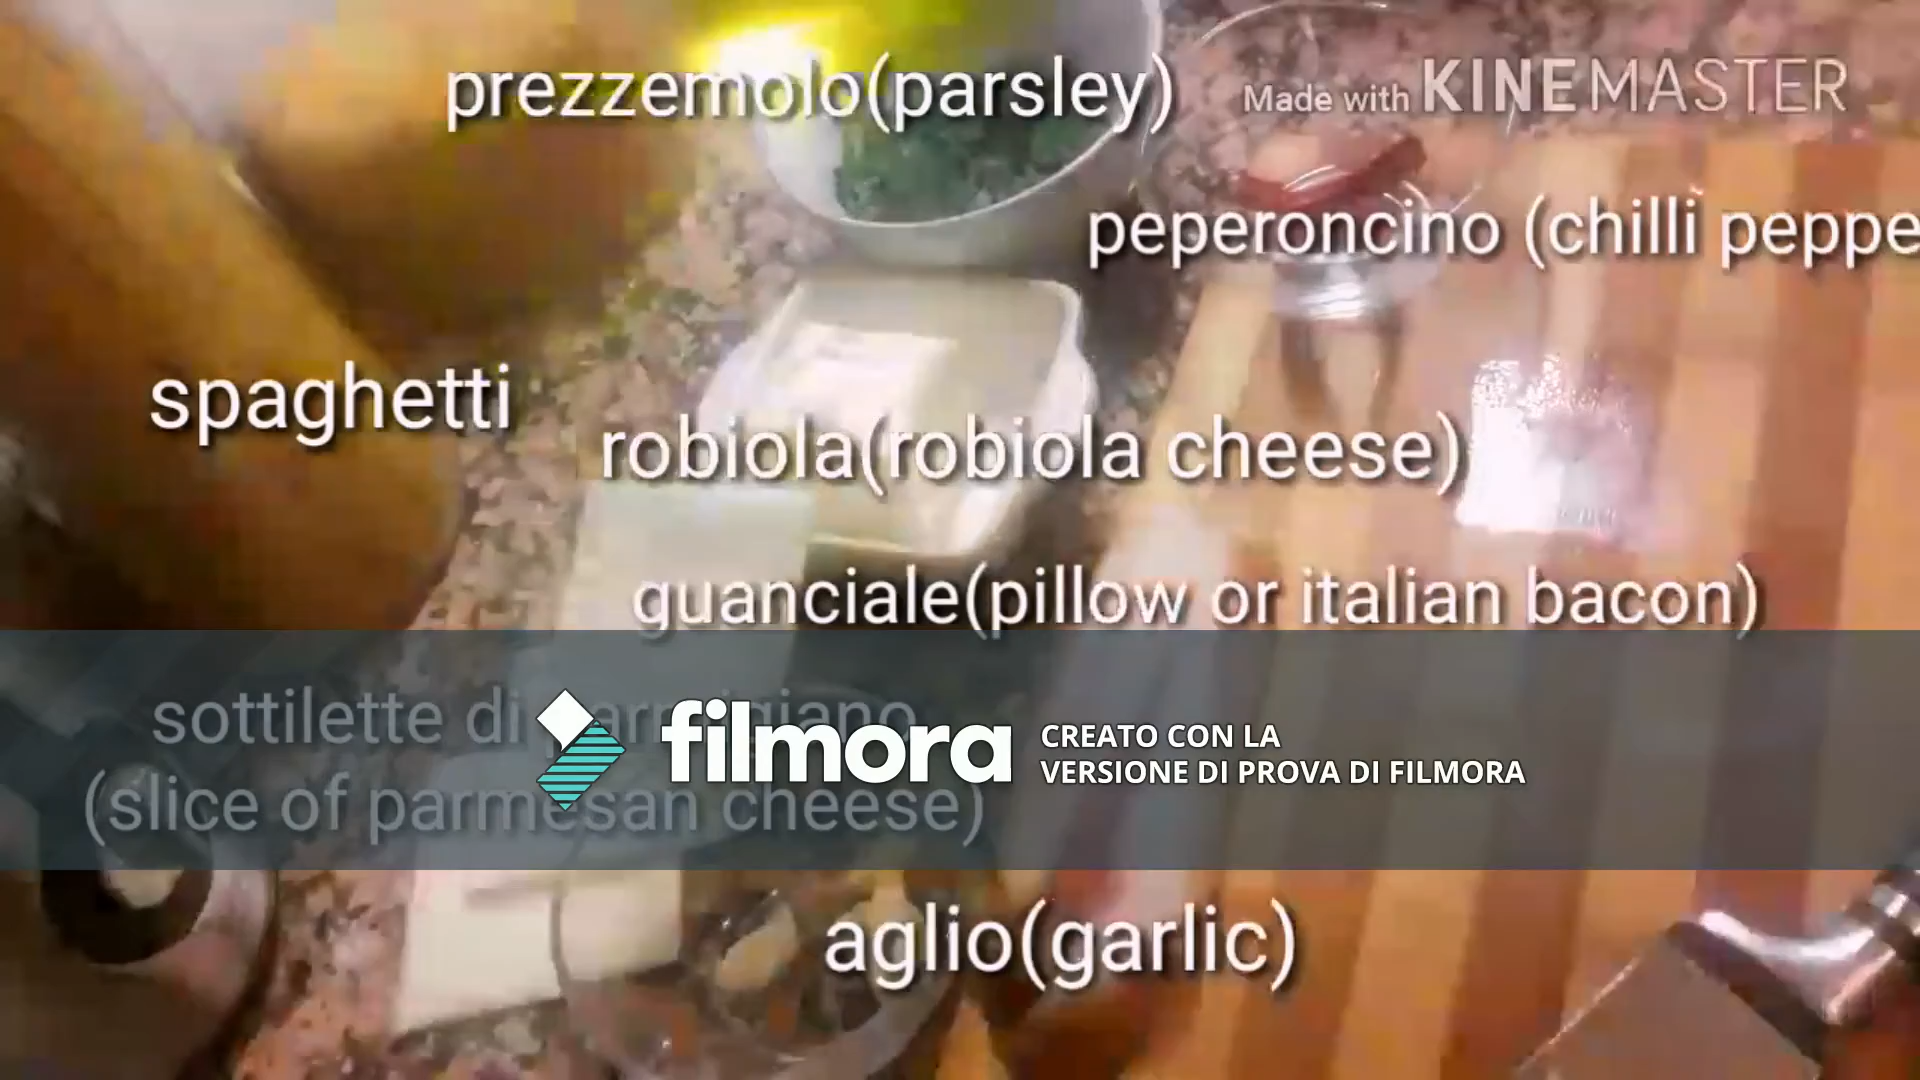 prezzemolo(parsley)
Made with KINEMASTER
peperoncino (chilli peppe
spaghetti
robiola(robiola cheese)
guanciale(pillow or italian bacon)
sottilette di parmigiano
(slice of parmesan cheese)
filmora
CREATO CON LA
VERSIONE DI PROVA DI FILMORA
aglio(garlic)